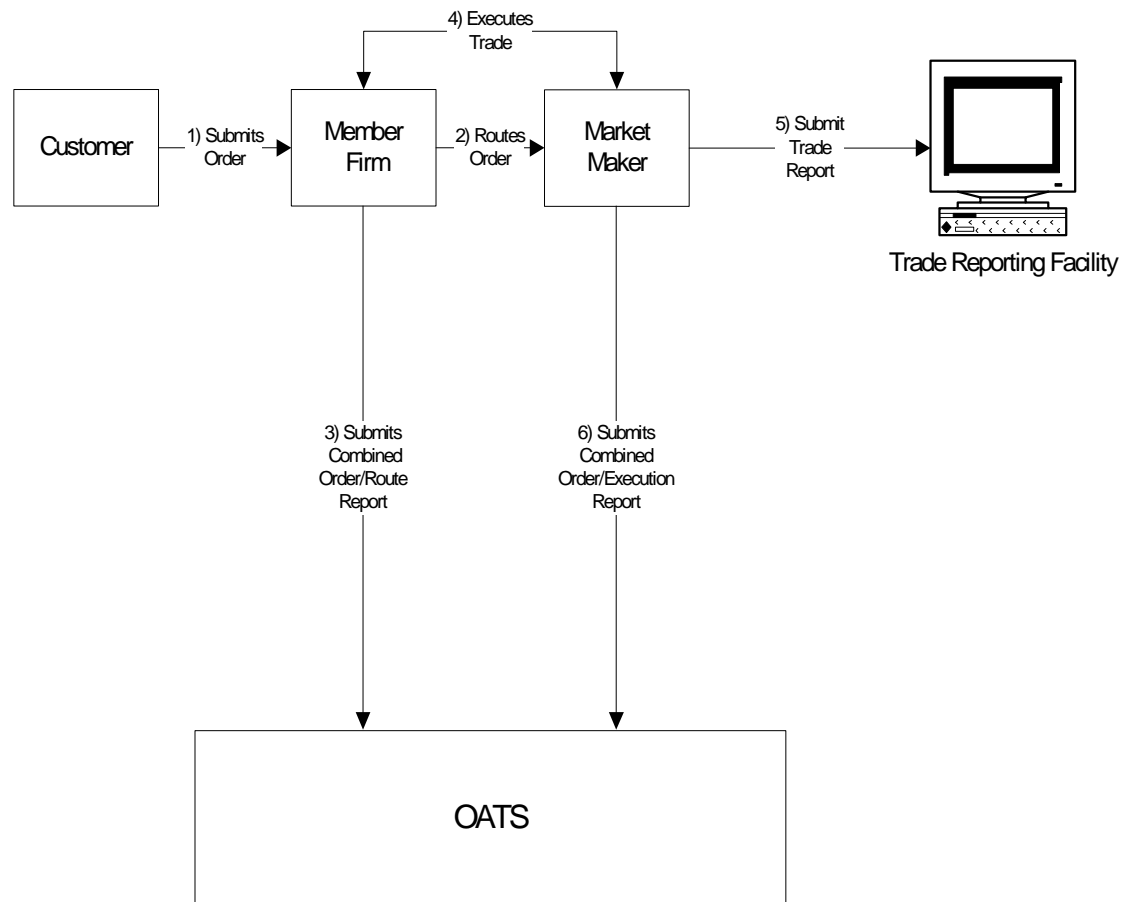 4) Executes
Trade
Customer
1) Submits
Order
Member
Firm
2) Routes
Order
Market
Maker
5) Submit
Trade
Report
Trade Reporting Facility
3) Submits
Combined
Order/Route
Report
6) Submits
Combined
Order/Execution
Report
OATS